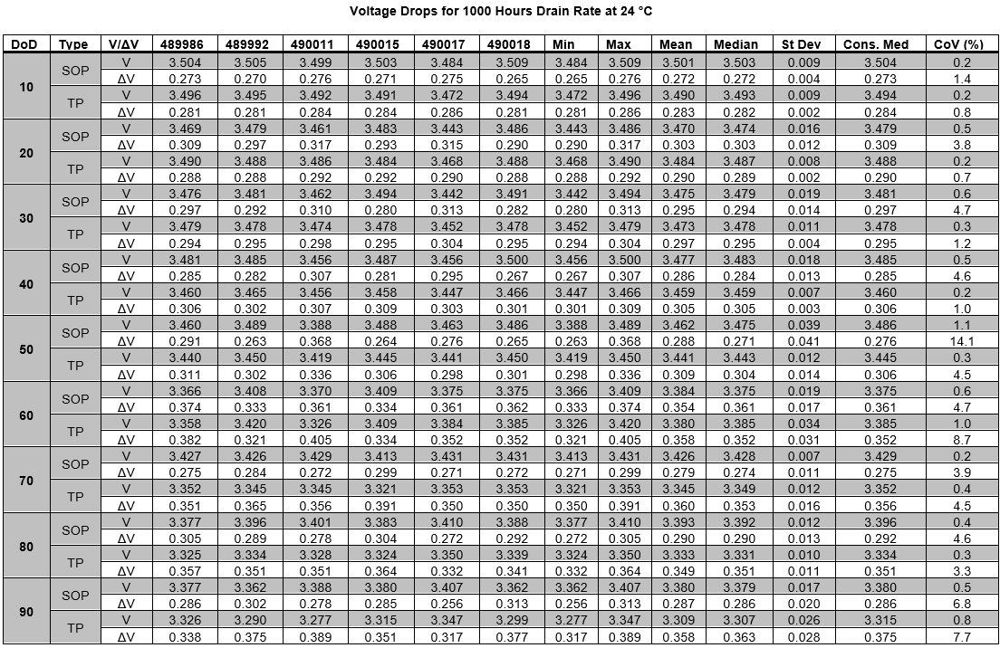 Voltage Drops for 1000 Hours Drain Rate at 24 °C
DoD Type V/ΔV 489986 489992 490011 490015 490017 490018 Min Max Mean Median St Dev Cons. Med CoV (%)
10 SOP V 3.504 3.505 3.499 3.503 3.484 3.509 3.484 3.509 3.501 3.503 0.009 3.504 0.2
ΔV 0.273 0.270 0.276 0.271 0.275 0.265 0.265 0.276 0.272 0.272 0.004 0.273 1.4
TP V 3.496 3.495 3.492 3.491 3.472 3.494 3.472 3.496 3.490 3.493 0.009 3.494 0.2
ΔV 0.281 0.281 0.284 0.284 0.286 0.281 0.281 0.286 0.283 0.282 0.002 0.284 0.8
20 SOP V 3.469 3.479 3.461 3.483 3.443 3.486 3.443 3.486 3.470 3.474 0.016 3.479 0.5
ΔV 0.309 0.297 0.317 0.293 0.315 0.290 0.290 0.317 0.303 0.303 0.012 0.309 3.8
TP V 3.490 3.488 3.486 3.484 3.468 3.488 3.468 3.490 3.484 3.487 0.008 3.488 0.2
ΔV 0.288 0.288 0.292 0.292 0.290 0.288 0.288 0.292 0.290 0.289 0.002 0.290 0.7
30 SOP V 3.476 3.481 3.462 3.494 3.442 3.491 3.442 3.494 3.475 3.479 0.019 3.481 0.6
ΔV 0.297 0.292 0.310 0.280 0.313 0.282 0.280 0.313 0.295 0.294 0.014 0.297 4.7
TP V 3.479 3.478 3.474 3.478 3.452 3.478 3.452 3.479 3.473 3.478 0.011 3.478 0.3
ΔV 0.294 0.295 0.298 0.295 0.304 0.295 0.294 0.304 0.297 0.295 0.004 0.295 1.2
40 SOP V 3.481 3.485 3.456 3.487 3.456 3.500 3.456 3.500 3.477 3.483 0.018 3.485 0.5
ΔV 0.285 0.282 0.307 0.281 0.295 0.267 0.267 0.307 0.286 0.284 0.013 0.285 4.6
TP V 3.460 3.465 3.456 3.458 3.447 3.466 3.447 3.466 3.459 3.459 0.007 3.460 0.2
ΔV 0.306 0.302 0.307 0.309 0.303 0.301 0.301 0.309 0.305 0.305 0.003 0.306 1.0
50 SOP V 3.460 3.489 3.388 3.488 3.463 3.486 3.388 3.489 3.462 3.475 0.039 3.486 1.1
ΔV 0.291 0.263 0.368 0.264 0.276 0.265 0.263 0.368 0.288 0.271 0.041 0.276 14.1
TP V 3.440 3.450 3.419 3.445 3.441 3.450 3.419 3.450 3.441 3.443 0.012 3.445 0.3
ΔV 0.311 0.302 0.336 0.306 0.298 0.301 0.298 0.336 0.309 0.304 0.014 0.306 4.5
60 SOP V 3.366 3.408 3.370 3.409 3.375 3.375 3.366 3.409 3.384 3.375 0.019 3.375 0.6
ΔV 0.374 0.333 0.361 0.334 0.361 0.362 0.333 0.374 0.354 0.361 0.017 0.361 4.7
TP V 3.358 3.420 3.326 3.409 3.384 3.385 3.326 3.420 3.380 3.385 0.034 3.385 1.0
ΔV 0.382 0.321 0.405 0.334 0.352 0.352 0.321 0.405 0.358 0.352 0.031 0.352 8.7
70 SOP V 3.427 3.426 3.429 3.413 3.431 3.431 3.413 3.431 3.426 3.428 0.007 3.429 0.2
ΔV 0.275 0.284 0.272 0.299 0.271 0.272 0.271 0.299 0.279 0.274 0.011 0.275 3.9
TP V 3.352 3.345 3.345 3.321 3.353 3.353 3.321 3.353 3.345 3.349 0.012 3.352 0.4
ΔV 0.351 0.365 0.356 0.391 0.350 0.350 0.350 0.391 0.360 0.353 0.016 0.356 4.5
80 SOP V 3.377 3.396 3.401 3.383 3.410 3.388 3.377 3.410 3.393 3.392 0.012 3.396 0.4
ΔV 0.305 0.289 0.278 0.304 0.272 0.292 0.272 0.305 0.290 0.290 0.013 0.292 4.6
TP V 3.325 3.334 3.328 3.324 3.350 3.339 3.324 3.350 3.333 3.331 0.010 3.334 0.3
ΔV 0.357 0.351 0.351 0.364 0.332 0.341 0.332 0.364 0.349 0.351 0.011 0.351 3.3
90 SOP V 3.377 3.362 3.388 3.380 3.407 3.362 3.362 3.407 3.380 3.379 0.017 3.380 0.5
ΔV 0.286 0.302 0.278 0.285 0.256 0.313 0.256 0.313 0.287 0.286 0.020 0.286 6.8
TP V 3.326 3.290 3.277 3.315 3.347 3.299 3.277 3.347 3.309 3.307 0.026 3.315 0.8
ΔV 0.338 0.375 0.389 0.351 0.317 0.377 0.317 0.389 0.358 0.363 0.028 0.375 7.7